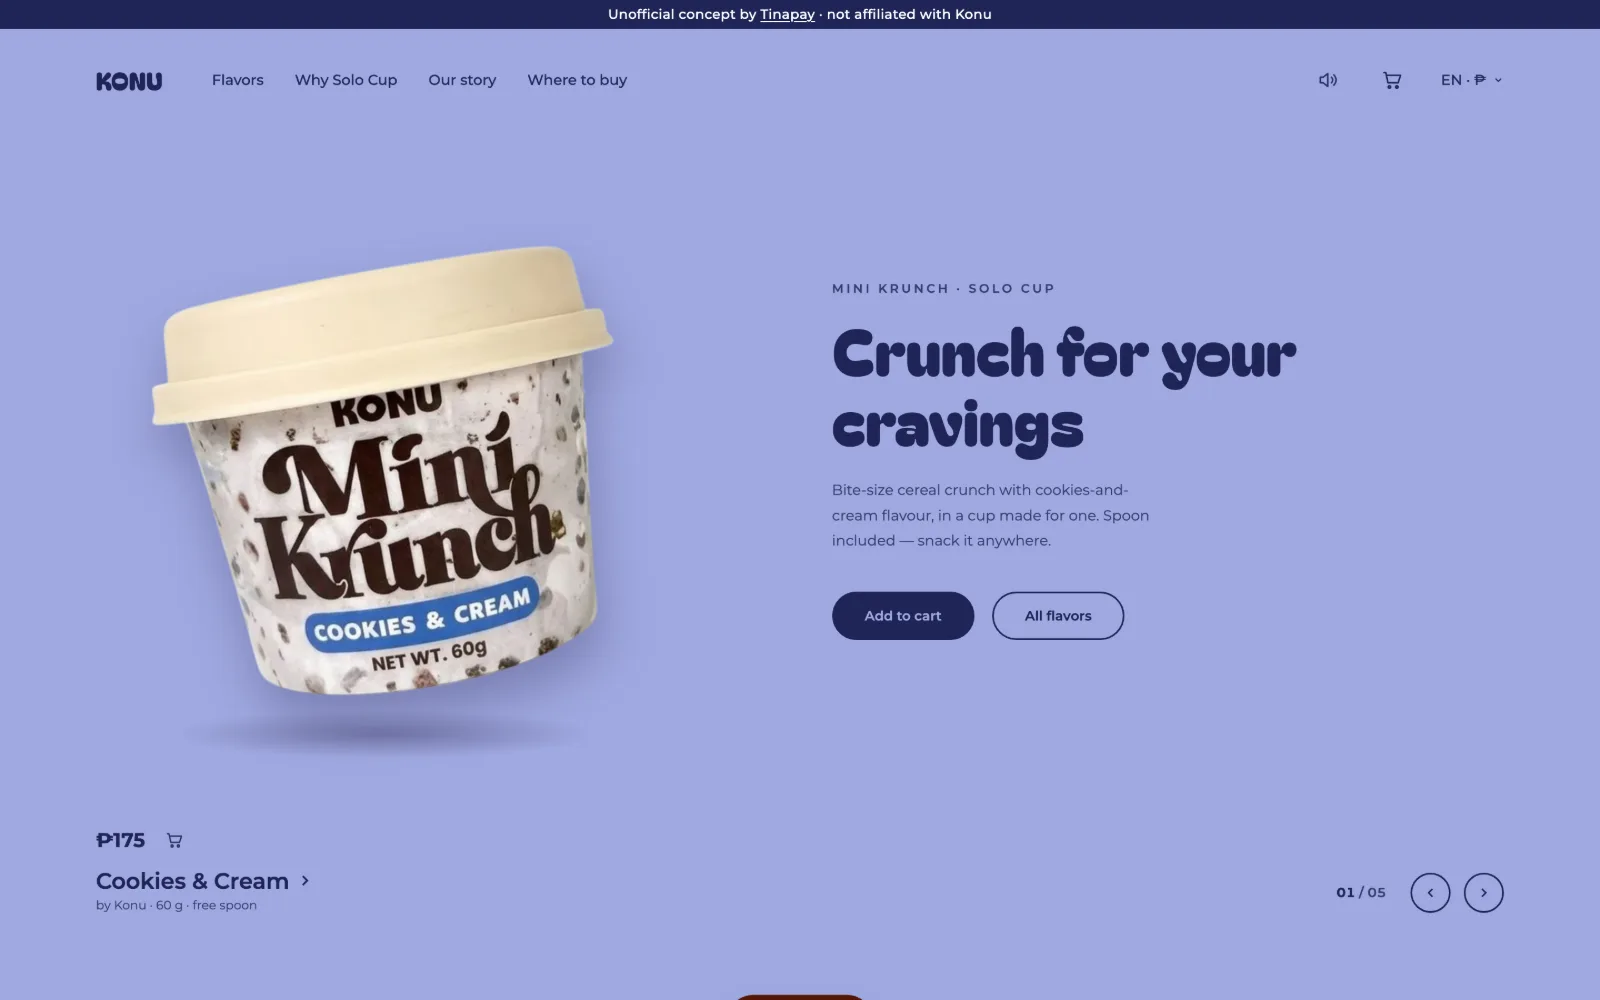 Unofficial concept by Tinapay · not affiliated with Konu
KONU
Flavors
Why Solo Cup
Our story
Where to buy
EN · ₱
KONU
Mini
Krunch
COOKIES & CREAM
NET WT. 60g
MINI KRUNCH · SOLO CUP
Crunch for your
cravings
Bite-size cereal crunch with cookies-and-
cream flavour, in a cup made for one. Spoon
included — snack it anywhere.
Add to cart
All flavors
₱175
Cookies & Cream
by Konu · 60 g · free spoon
01 / 05